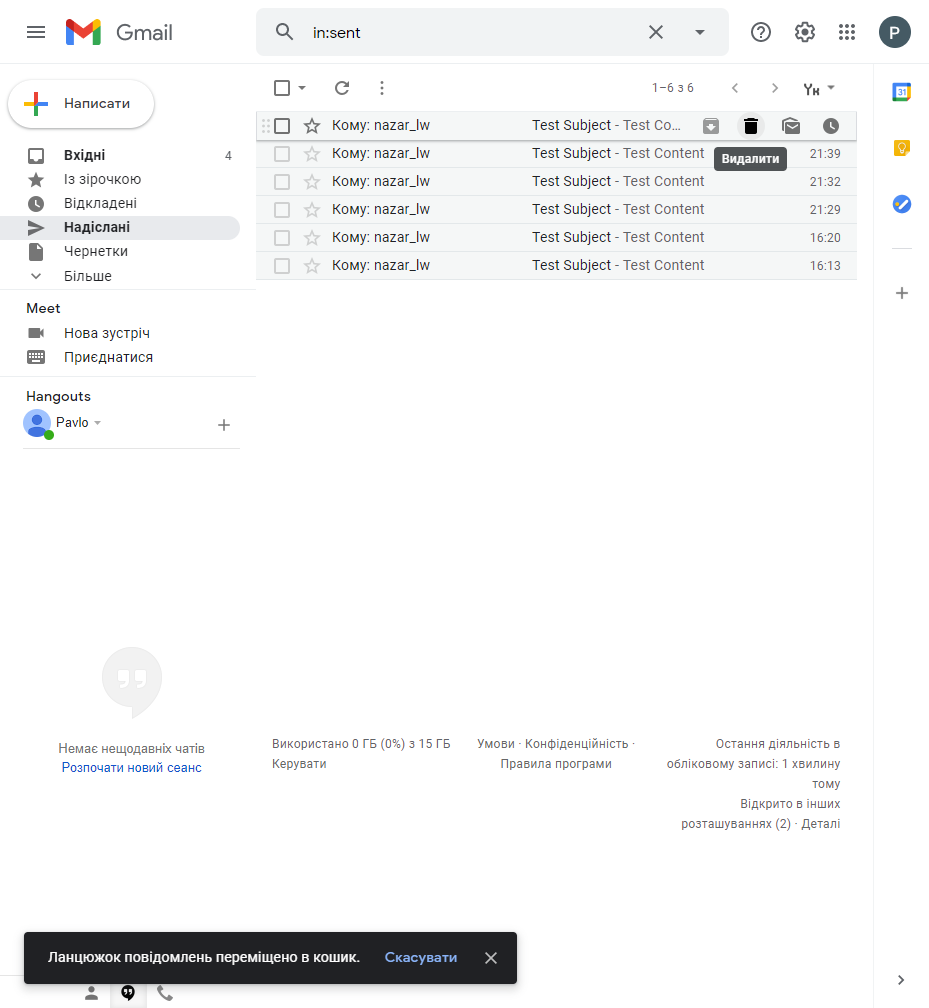 Gmail
in:sent
P
Написати
1–6 з 6
Ук
31
Вхідні 4
Із зірочкою
Відкладені
Надіслані
Чернетки
Більше
Meet
Нова зустріч
Приєднатися
Hangouts
Pavlo
Немає нещодавніх чатів
Розпочати новий сеанс
Кому: nazar_lw Test Subject - Test Co...
Видалити
Кому: nazar_lw Test Subject - Test Content 21:39
Кому: nazar_lw Test Subject - Test Content 21:32
Кому: nazar_lw Test Subject - Test Content 21:29
Кому: nazar_lw Test Subject - Test Content 16:20
Кому: nazar_lw Test Subject - Test Content 16:13
Використано 0 ГБ (0%) з 15 ГБ
Керувати
Умови · Конфіденційність ·
Правила програми
Остання діяльність в
обліковому записі: 1 хвилину
тому
Відкрито в інших
розташуваннях (2) · Деталі
Ланцюжок повідомлень переміщено в кошик. Скасувати